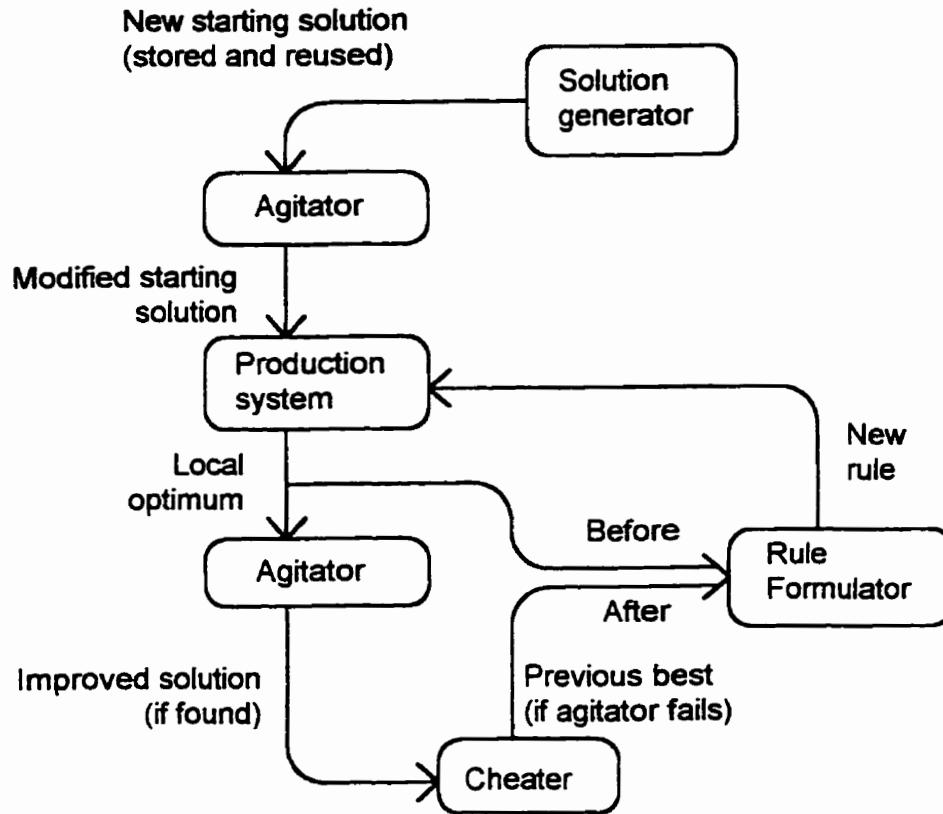 New starting solution
(stored and reused)
Solution
generator
Agitator
Modified starting
solution
Production
system
Local
optimum
New
rule
Before
Agitator
Rule
Formulator
After
Improved solution
(if found)
Previous best
(if agitator fails)
Cheater